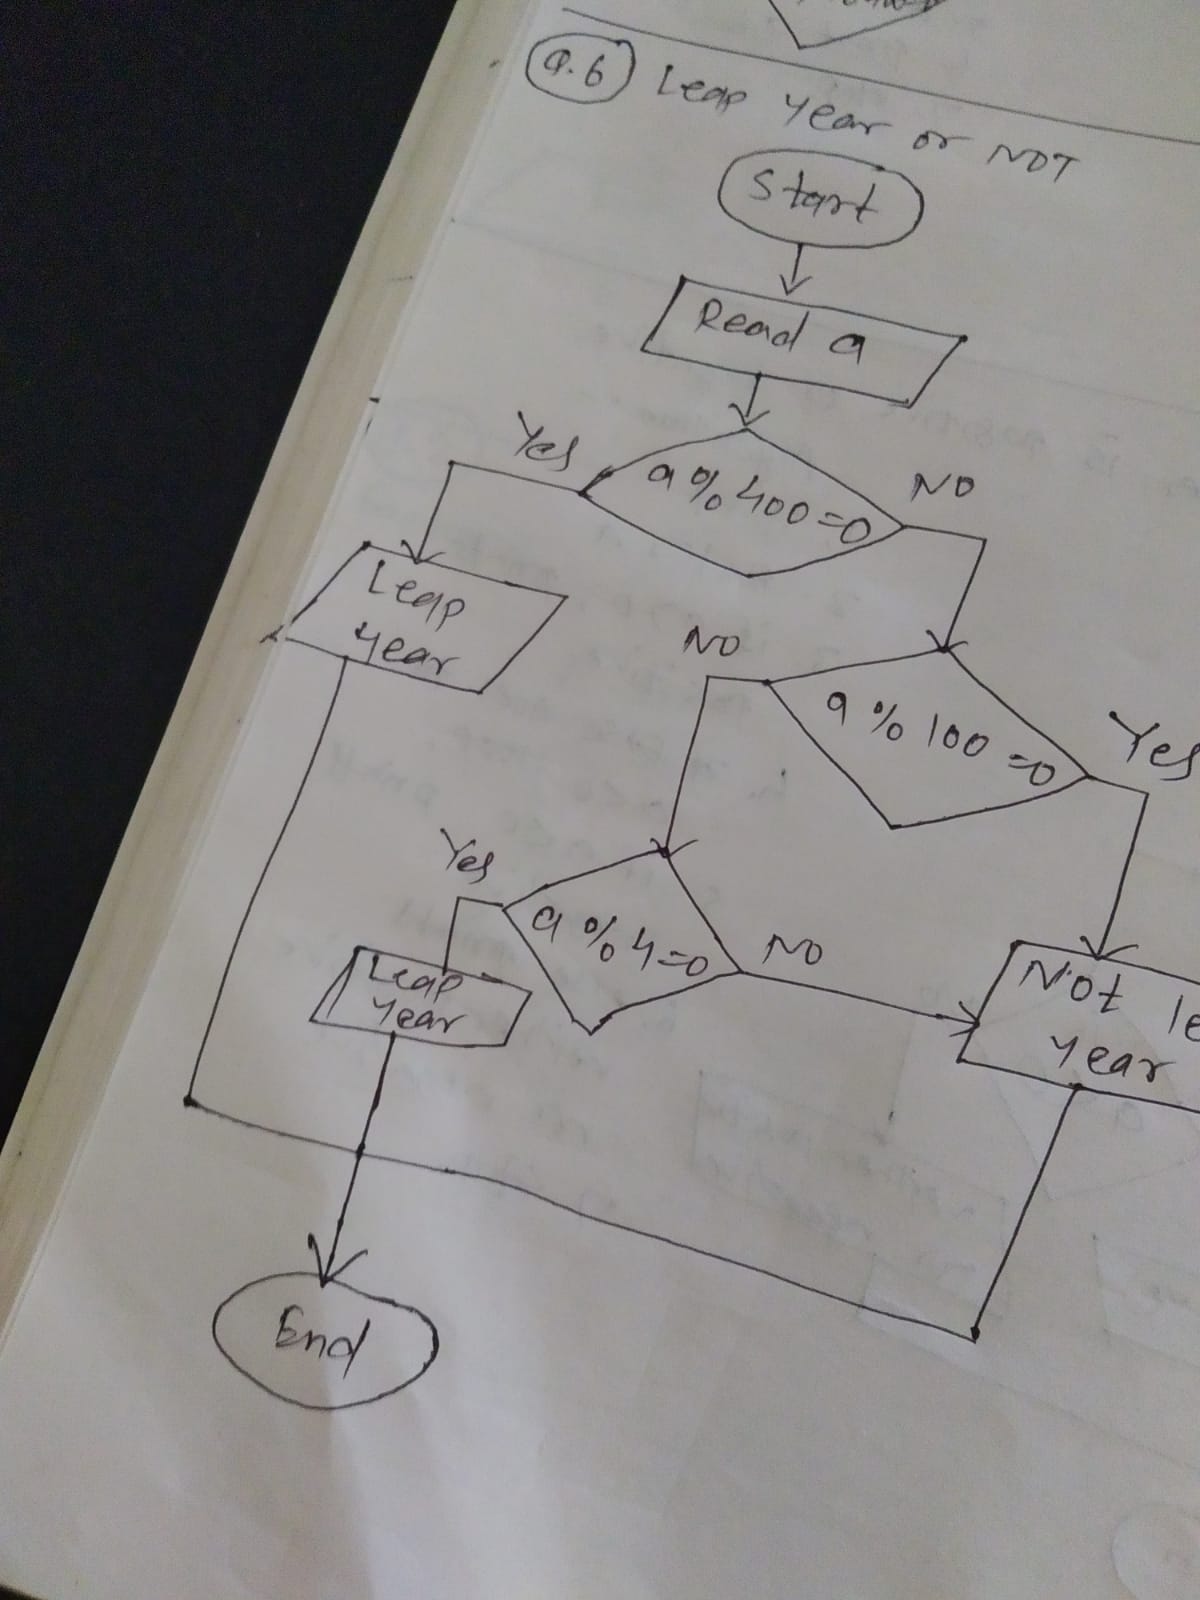 Q.6 Leap year or NOT
Start
Read a
Yes
a % 400 = 0
NO
Leap
year
NO
a % 100 = 0
Yes
Yes
a % 4 = 0
NO
Leap
year
Not le
year
End